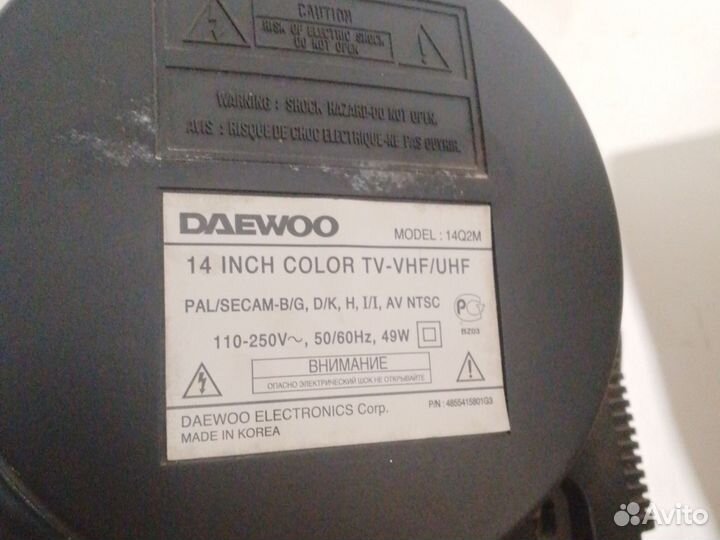 CAUTION
RISK OF ELECTRIC SHOCK
DO NOT OPEN
WARNING : SHOCK HAZARD-DO NOT OPEN.
AVIS : RISQUE DE CHOC ELECTRIQUE-NE PAS OUVRIR.
DAEWOO
MODEL : 14Q2M
14 INCH COLOR TV-VHF/UHF
PAL/SECAM-B/G, D/K, H, I/I, AV NTSC
BZ03
110-250V~, 50/60Hz, 49W
ВНИМАНИЕ
ОПАСНО ЭЛЕКТРИЧЕСКИЙ ШОК НЕ ОТКРЫВАЙТЕ
DAEWOO ELECTRONICS Corp.
P/N : 4855415801G3
MADE IN KOREA
Avito